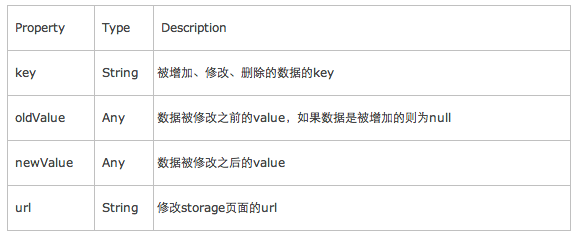 Property Type Description
key String 被增加、修改、删除的数据的key
oldValue Any 数据被修改之前的value，如果数据是被增加的则为null
newValue Any 数据被修改之后的value
url String 修改storage页面的url